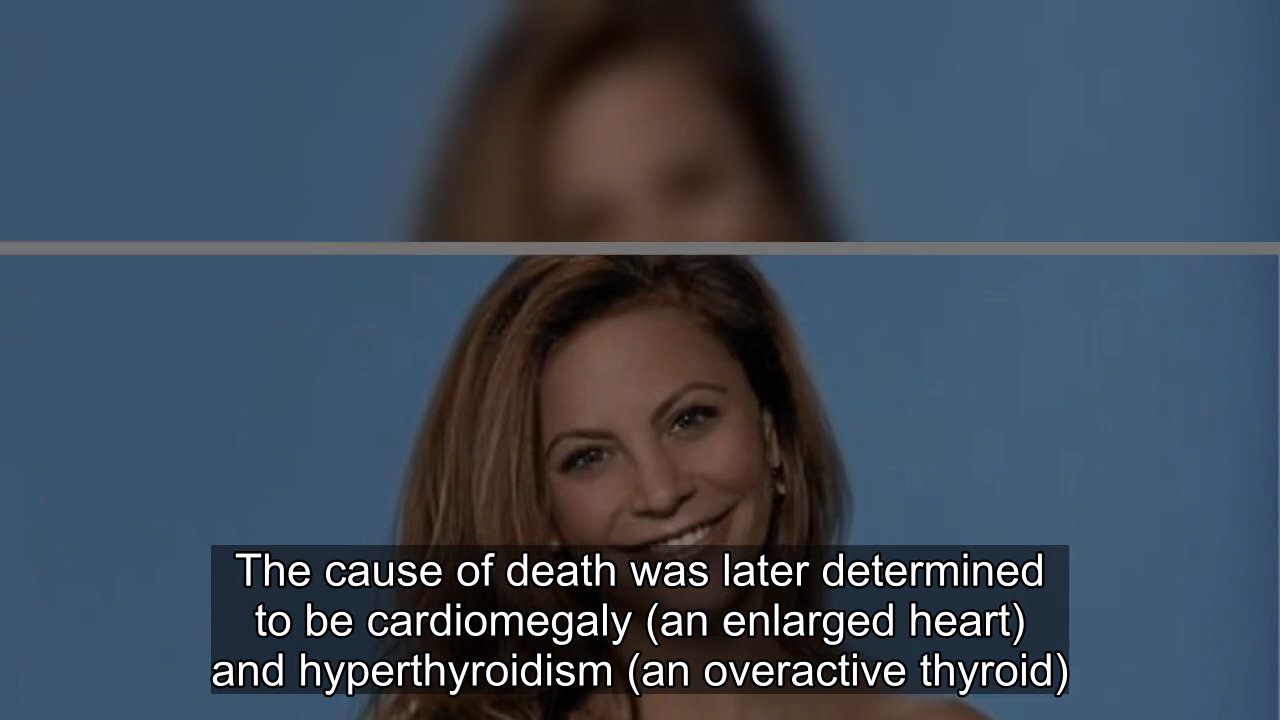 The cause of death was later determined
to be cardiomegaly (an enlarged heart)
and hyperthyroidism (an overactive thyroid)